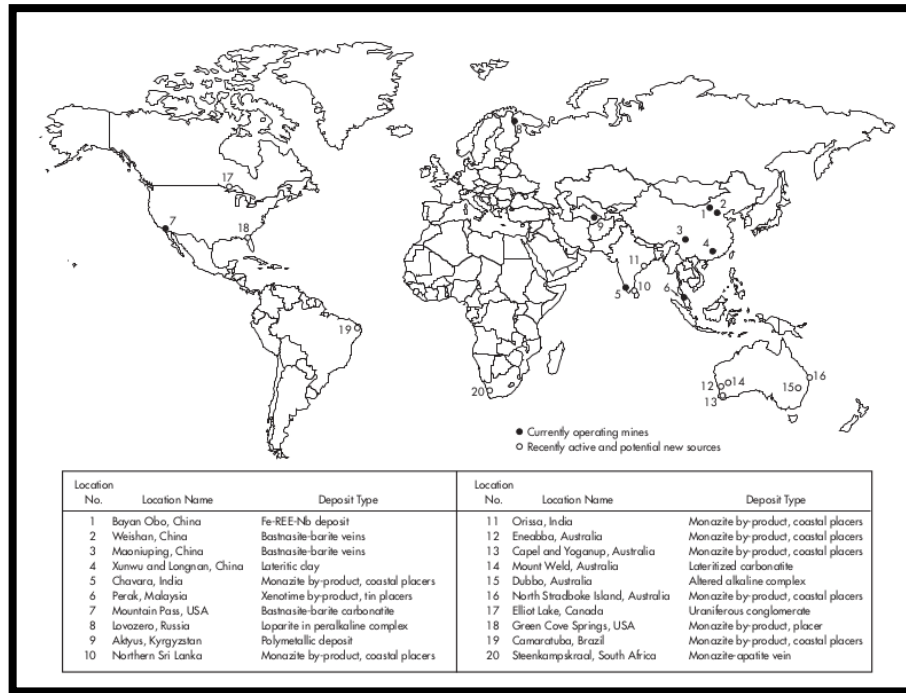 17
7
18
19
8
9
1
2
3
4
11
5
10
6
20
12
14
13
15
16
● Currently operating mines
○ Recently active and potential new sources
Location
No. Location Name Deposit Type
1 Bayan Obo, China Fe-REE-Nb deposit
2 Weishan, China Bastnasite-barite veins
3 Maoniuping, China Bastnasite-barite veins
4 Xunwu and Longnan, China Lateritic clay
5 Chavara, India Monazite by-product, coastal placers
6 Perak, Malaysia Xenotime by-product, tin placers
7 Mountain Pass, USA Bastnasite-barite carbonatite
8 Lovozero, Russia Loparite in peralkaline complex
9 Aktyus, Kyrgyzstan Polymetallic deposit
10 Northern Sri Lanka Monazite by-product, coastal placers
Location
No. Location Name Deposit Type
11 Orissa, India Monazite by-product, coastal placers
12 Eneabba, Australia Monazite by-product, coastal placers
13 Capel and Yoganup, Australia Monazite by-product, coastal placers
14 Mount Weld, Australia Lateritized carbonatite
15 Dubbo, Australia Altered alkaline complex
16 North Stradboke Island, Australia Monazite by-product, coastal placers
17 Elliot Lake, Canada Uraniferous conglomerate
18 Green Cove Springs, USA Monazite by-product, placer
19 Camaratuba, Brazil Monazite by-product, coastal placers
20 Steenkampskraal, South Africa Monazite-apatite vein